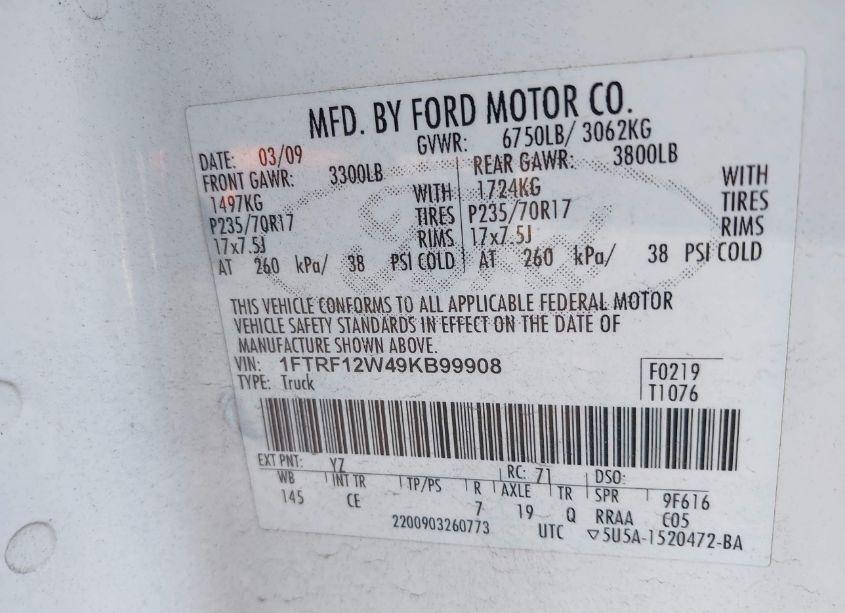 MFD. BY FORD MOTOR CO.
DATE: 03/09 GVWR: 6750LB/ 3062KG
FRONT GAWR: 3300LB REAR GAWR: 3800LB
1497KG WITH 1724KG WITH
P235/70R17 TIRES P235/70R17 TIRES
17x7.5J RIMS 17x7.5J RIMS
AT 260 kPa/ 38 PSI COLD AT 260 kPa/ 38 PSI COLD
THIS VEHICLE CONFORMS TO ALL APPLICABLE FEDERAL MOTOR
VEHICLE SAFETY STANDARDS IN EFFECT ON THE DATE OF
MANUFACTURE SHOWN ABOVE.
VIN: 1FTRF12W49KB99908 F0219
TYPE: Truck T1076
EXT PNT: YZ RC: 71 DSO:
WB INT TR TP/PS R AXLE TR SPR 9F616
145 CE 7 19 Q RRAA E05
2200903260773 UTC ▽5U5A-1520472-BA